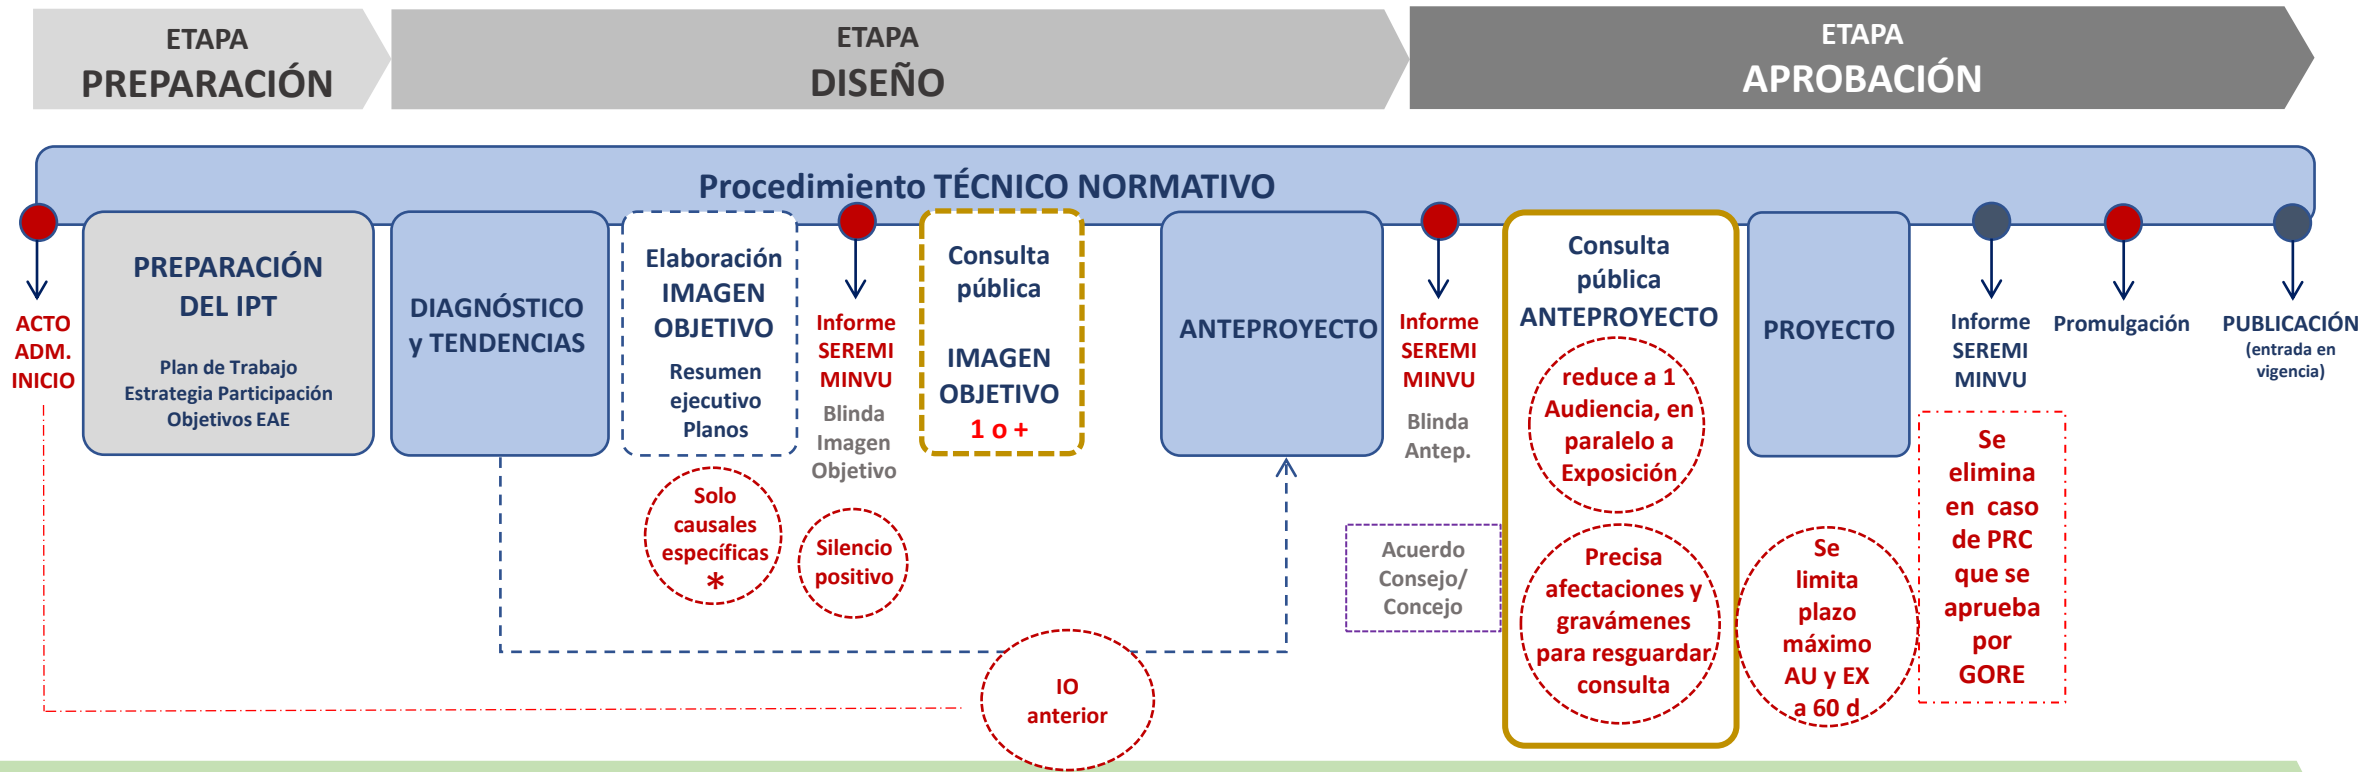 ETAPA
PREPARACIÓN
ETAPA
DISEÑO
ETAPA
APROBACIÓN
Procedimiento TÉCNICO NORMATIVO
ACTO
ADM.
INICIO
PREPARACIÓN
DEL IPT
Plan de Trabajo
Estrategia Participación
Objetivos EAE
DIAGNÓSTICO
y TENDENCIAS
Elaboración
IMAGEN
OBJETIVO
Resumen
ejecutivo
Planos
Solo
causales
específicas
*
Informe
SEREMI
MINVU
Blinda
Imagen
Objetivo
Silencio
positivo
Consulta
pública
IMAGEN
OBJETIVO
1 o +
IO
anterior
ANTEPROYECTO
Informe
SEREMI
MINVU
Blinda
Antep.
Acuerdo
Consejo/
Concejo
Consulta
pública
ANTEPROYECTO
reduce a 1
Audiencia, en
paralelo a
Exposición
Precisa
afectaciones y
gravámenes
para resguardar
consulta
PROYECTO
Se
limita
plazo
máximo
AU y EX
a 60 d
Informe
SEREMI
MINVU
Se
elimina
en caso
de PRC
que se
aprueba
por
GORE
Promulgación
PUBLICACIÓN
(entrada en
vigencia)